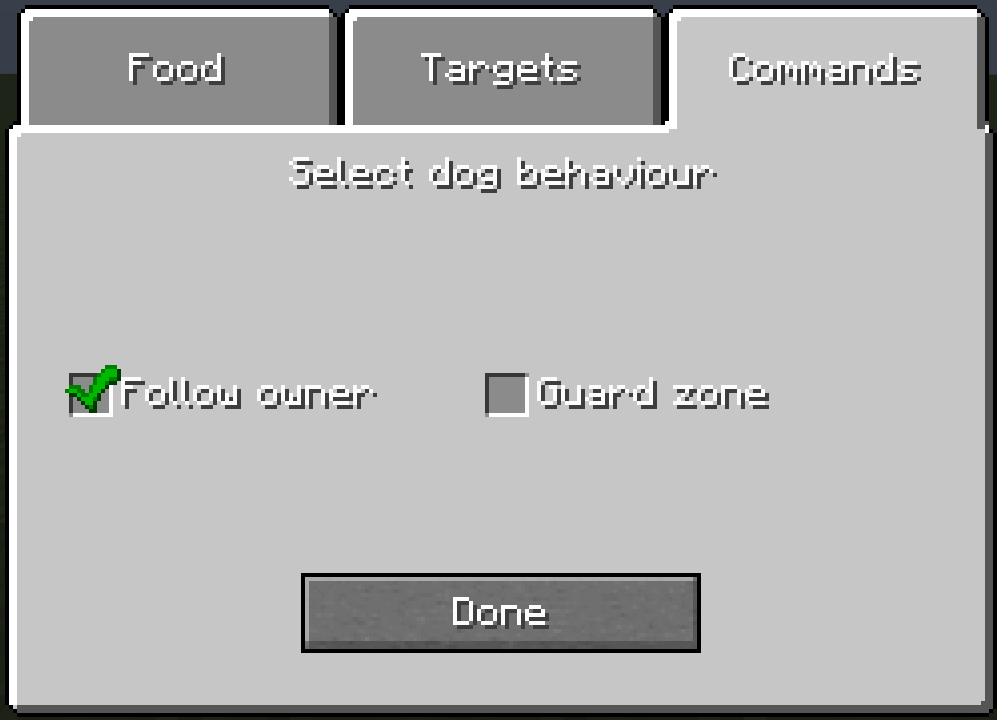 Food
Targets
Commands
Select dog behaviour
Follow owner
Guard zone
Done